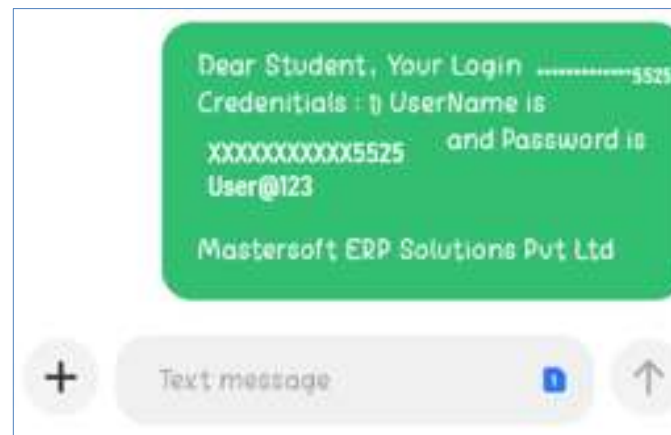 Dear Student, Your Login ------------5525
Credenitials : 1) UserName is
XXXXXXXXXXX5525 and Password is
User@123
Mastersoft ERP Solutions Pvt Ltd
Text message
1